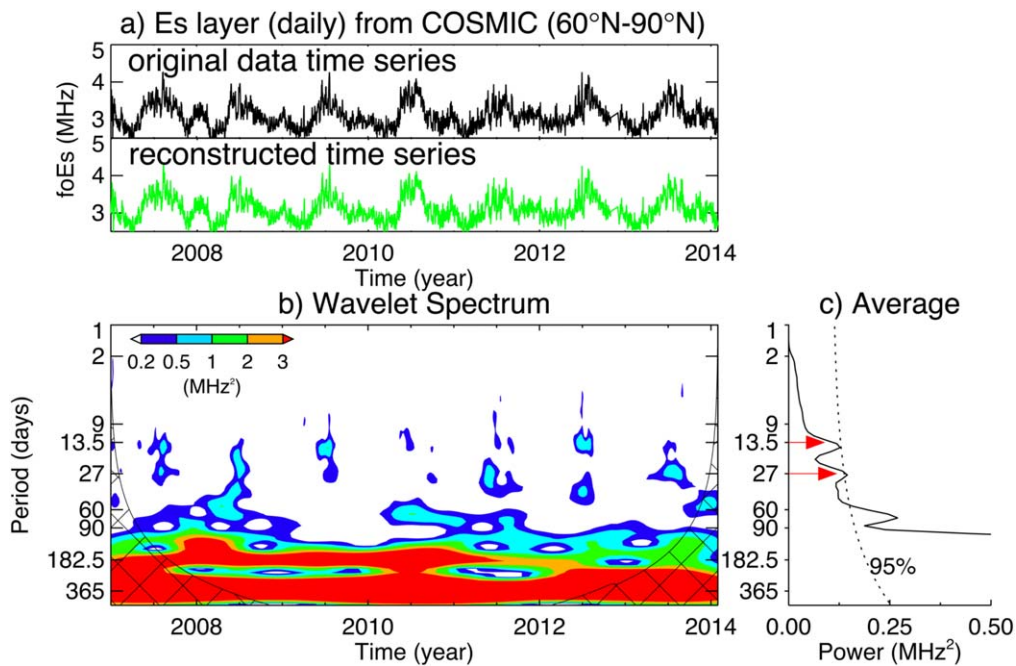 a) Es layer (daily) from COSMIC (60°N-90°N)
5
original data time series
4
3
foEs (MHz)
5
reconstructed time series
4
3
2008 2010 2012 2014
Time (year)
b) Wavelet Spectrum
c) Average
1
2
9
13.5
27
60
90
182.5
365
Period (days)
0.2 0.5 1 2 3
(MHz²)
2008 2010 2012 2014
Time (year)
1
2
9
13.5
27
60
90
182.5
365
95%
0.00 0.25 0.50
Power (MHz²)